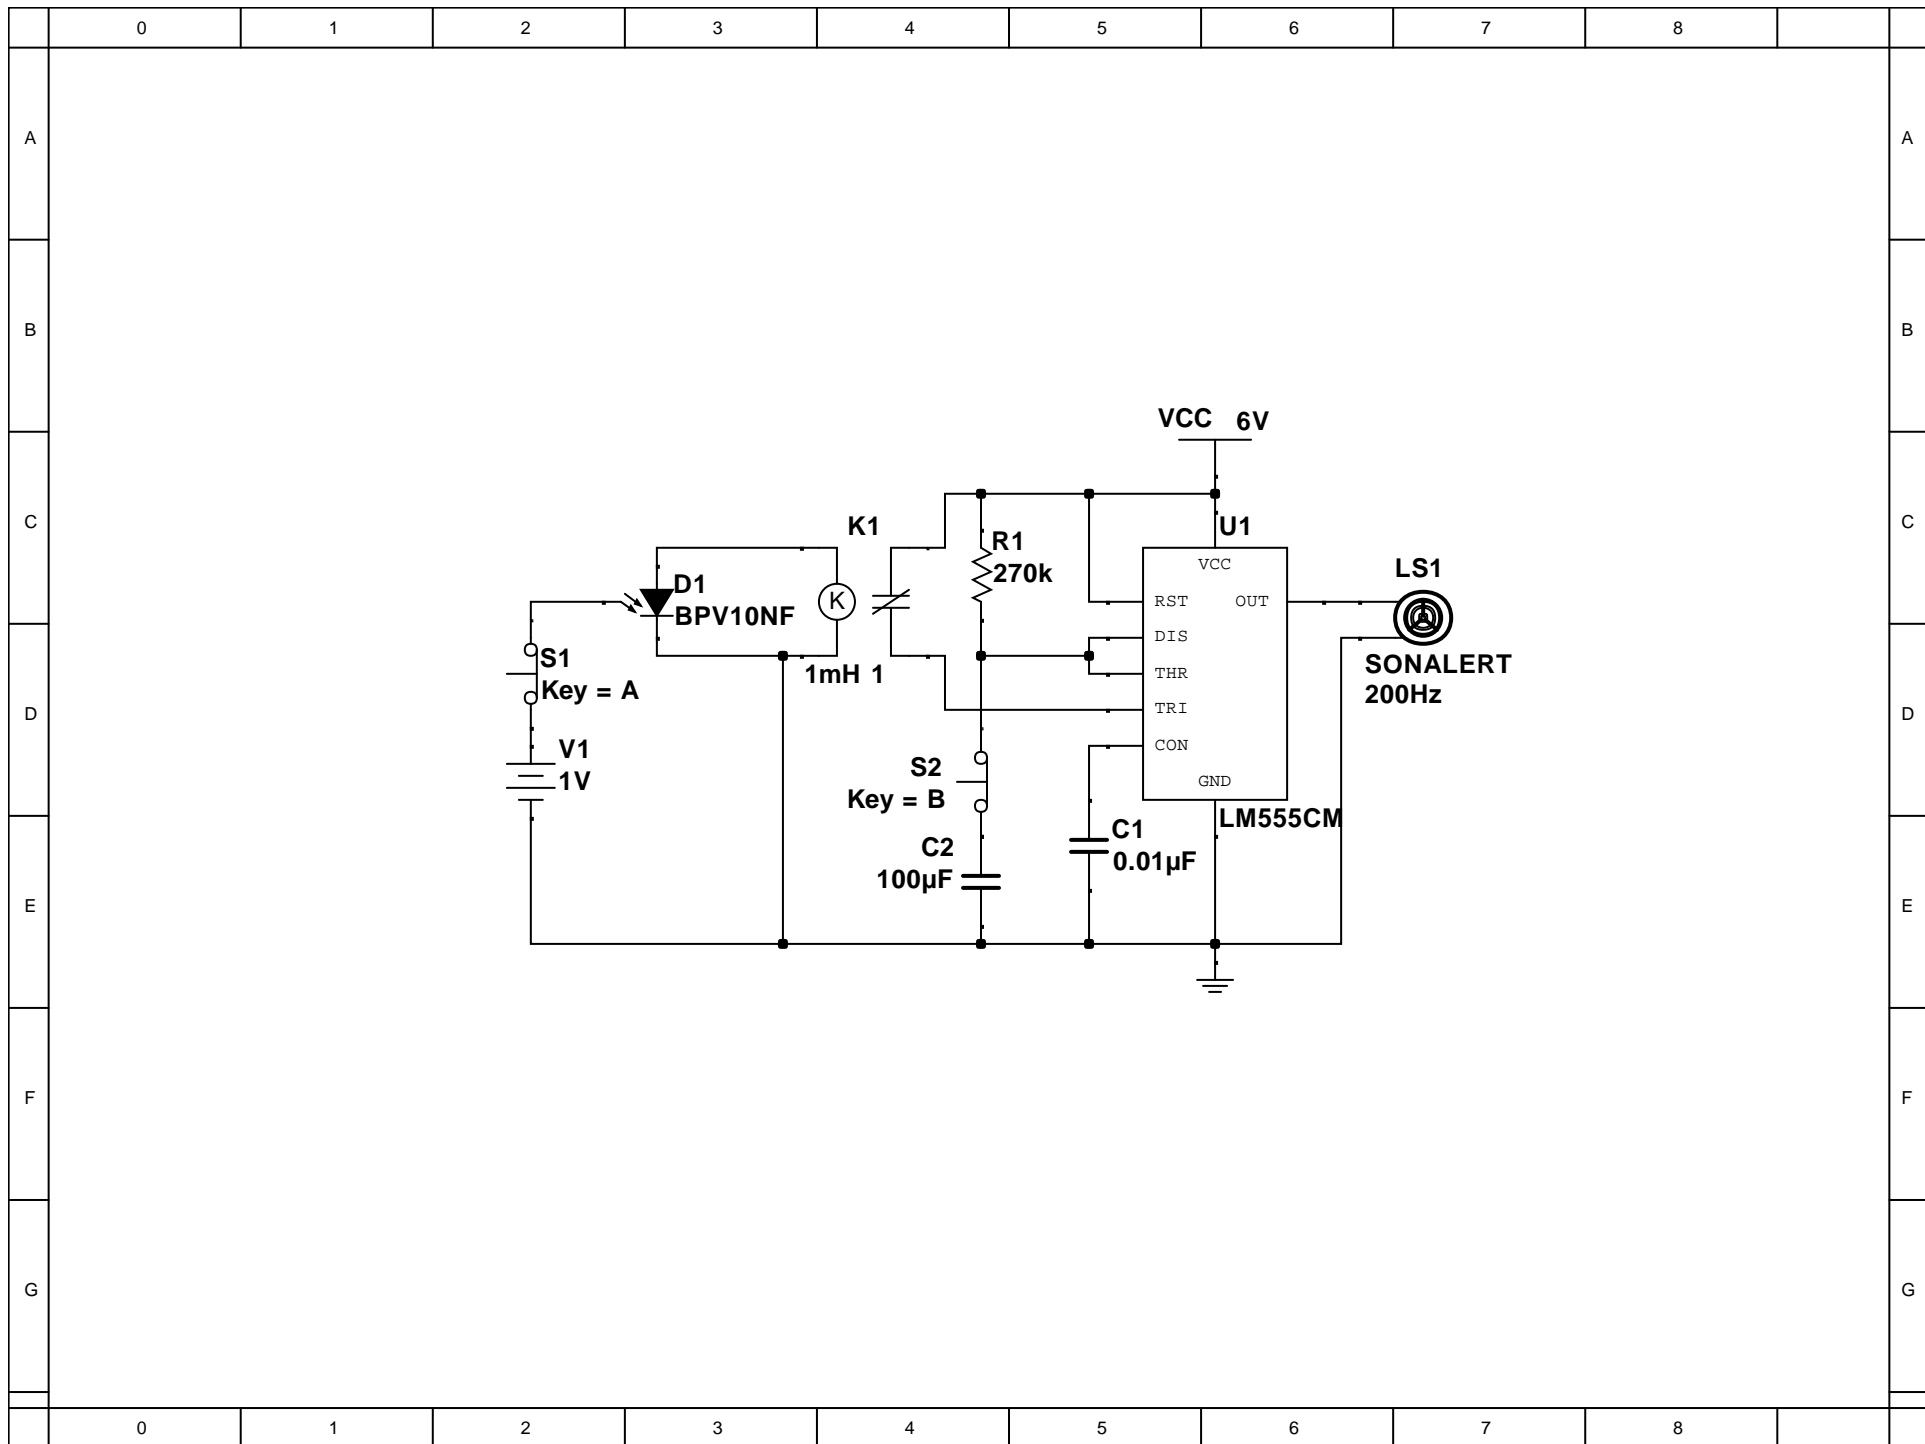 0 1 2 3 4 5 6 7 8
A A
B B
VCC 6V
C C
K1
U1
R1
270k
VCC
LS1
D1
BPV10NF
K
RST OUT
DIS
S1
Key = A
1mH 1
THR
SONALERT
200Hz
TRI
D D
CON
V1
1V
S2
Key = B
GND
LM555CM
C1
0.01µF
C2
100µF
E E
F F
G G
0 1 2 3 4 5 6 7 8